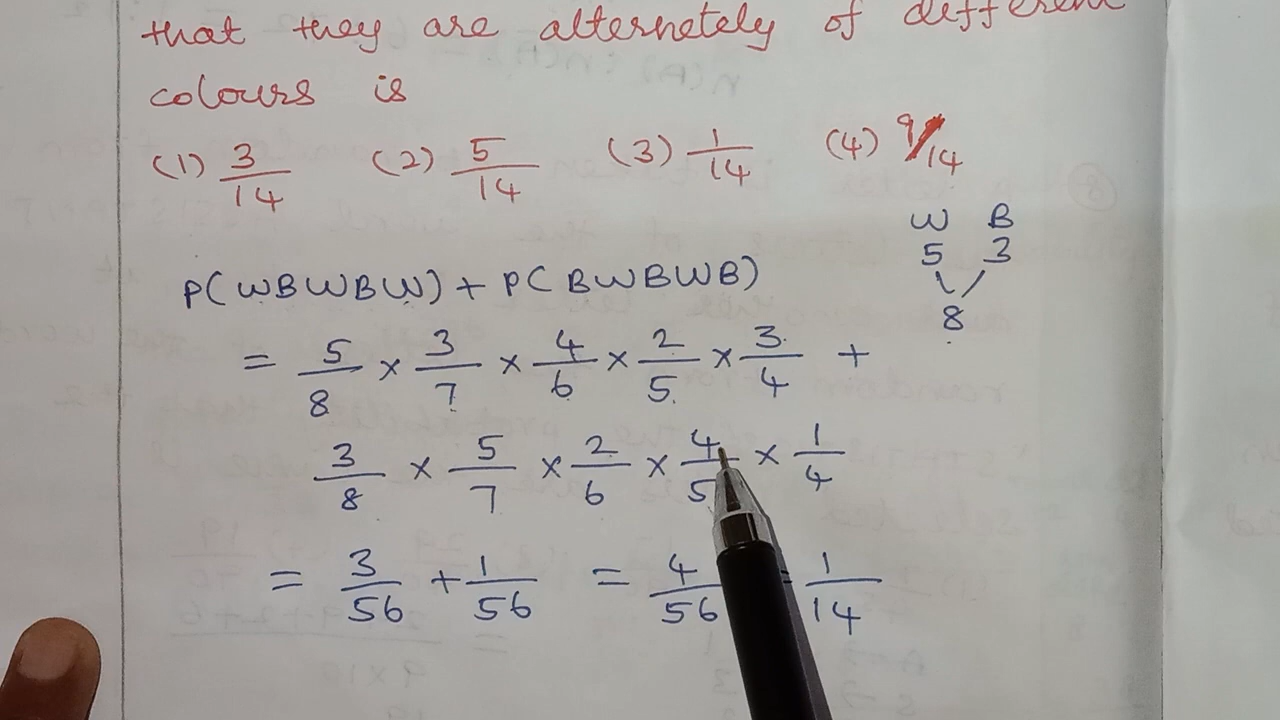 that they are alternetely of different
colours is
(1) 3/14 (2) 5/14 (3) 1/14 (4) 9/14
W B
5 3
8
P(WBWBW) + P(BWBWB)
= 5/8 × 3/7 × 4/6 × 2/5 × 3/4 +
3/8 × 5/7 × 2/6 × 4/5 × 1/4
= 3/56 + 1/56 = 4/56 = 1/14